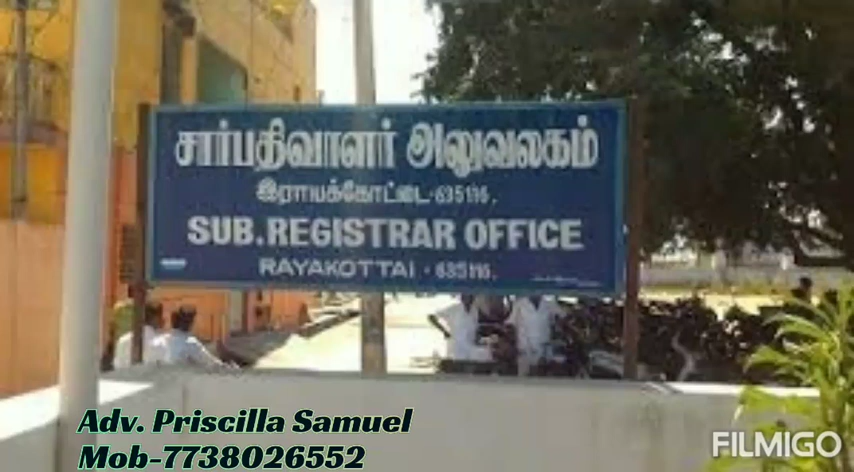 சார்பதிவாளர் அலுவலகம்
இராயக்கோட்டை-635116.
SUB.REGISTRAR OFFICE
RAYAKOTTAI - 635116.
Adv. Priscilla Samuel
Mob-7738026552
FILMIGO